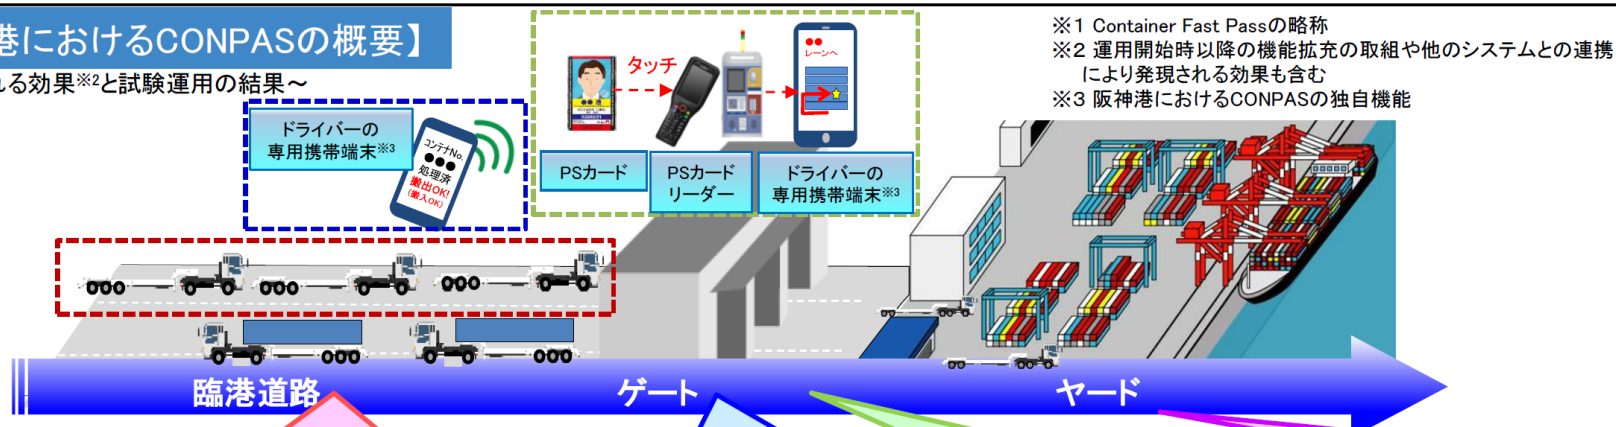 港におけるCONPASの概要】
れる効果※2と試験運用の結果～
※1 Container Fast Passの略称
※2 運用開始時以降の機能拡充の取組や他のシステムとの連携
により発現される効果も含む
※3 阪神港におけるCONPASの独自機能
ドライバーの
専用携帯端末※3
コンテナNo.
●●●
処理済
搬出OK!
(搬入OK)
タッチ
●●
レーンへ
PSカード
PSカード
リーダー
ドライバーの
専用携帯端末※3
臨港道路
ゲート
ヤード